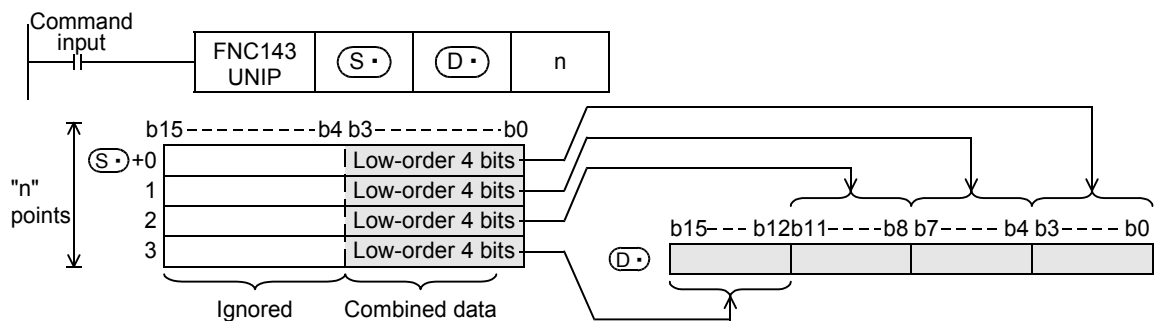 Command
input
FNC143
UNIP
S・
D・
n
b15 - - - - - - - - - b4 b3 - - - - - - - - - b0
S・+0
Low-order 4 bits
1
Low-order 4 bits
"n"
points
2
Low-order 4 bits
3
Low-order 4 bits
Ignored
Combined data
b15 - - - b12 b11 - - - - b8 b7 - - - - b4 b3 - - - - b0
D・